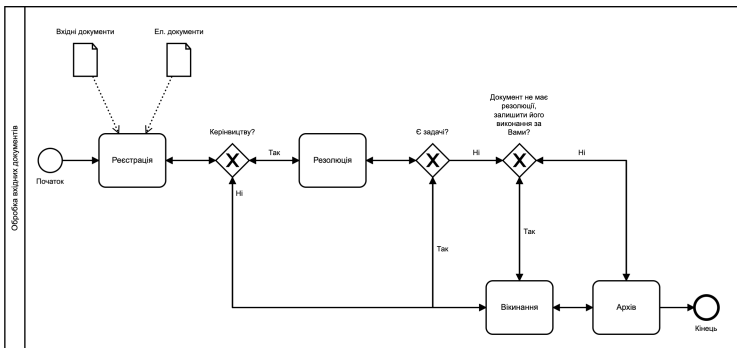 Обробка вхідних документів
Вхідні документи
Ел. документи
Початок
Реєстрація
Керінвицтву?
Так
Ні
Резолюція
Є задачі?
Ні
Так
Документ не має
резолюції,
залишити його
виконання за
Вами?
Ні
Так
Вікинання
Архів
Кінець